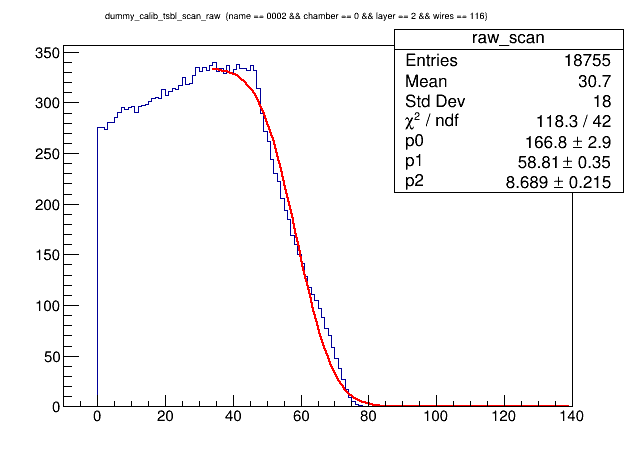 dummy_calib_tsbl_scan_raw (name == 0002 && chamber == 0 && layer == 2 && wires == 116)
raw_scan
Entries 18755
Mean 30.7
Std Dev 18
χ² / ndf 118.3 / 42
p0 166.8 ± 2.9
p1 58.81 ± 0.35
p2 8.689 ± 0.215
350
300
250
200
150
100
50
0
0 20 40 60 80 100 120 140